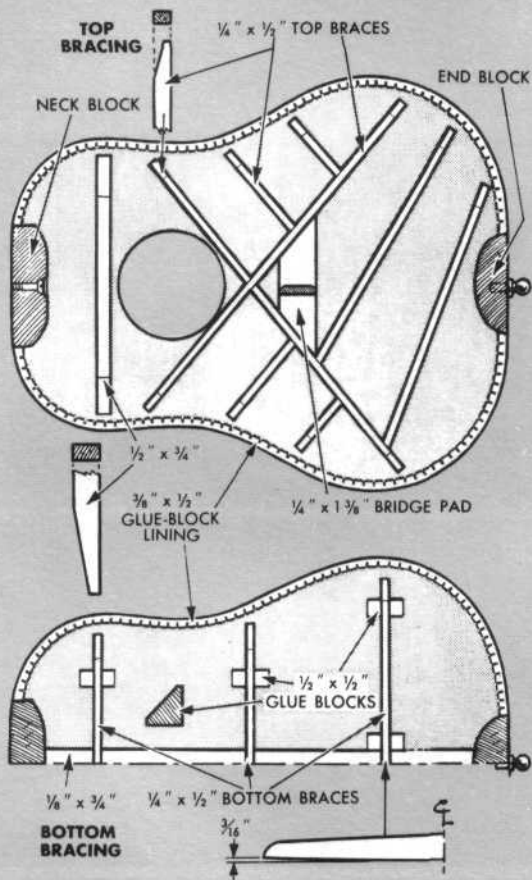 TOP
BRACING
1/4" x 1/2" TOP BRACES
END BLOCK
NECK BLOCK
1/2" x 3/4"
3/8" x 1/2"
GLUE-BLOCK
LINING
1/4" x 1 3/8" BRIDGE PAD
1/2" x 1/2"
GLUE BLOCKS
1/8" x 3/4"
1/4" x 1/2" BOTTOM BRACES
BOTTOM
BRACING
3/16"
℄